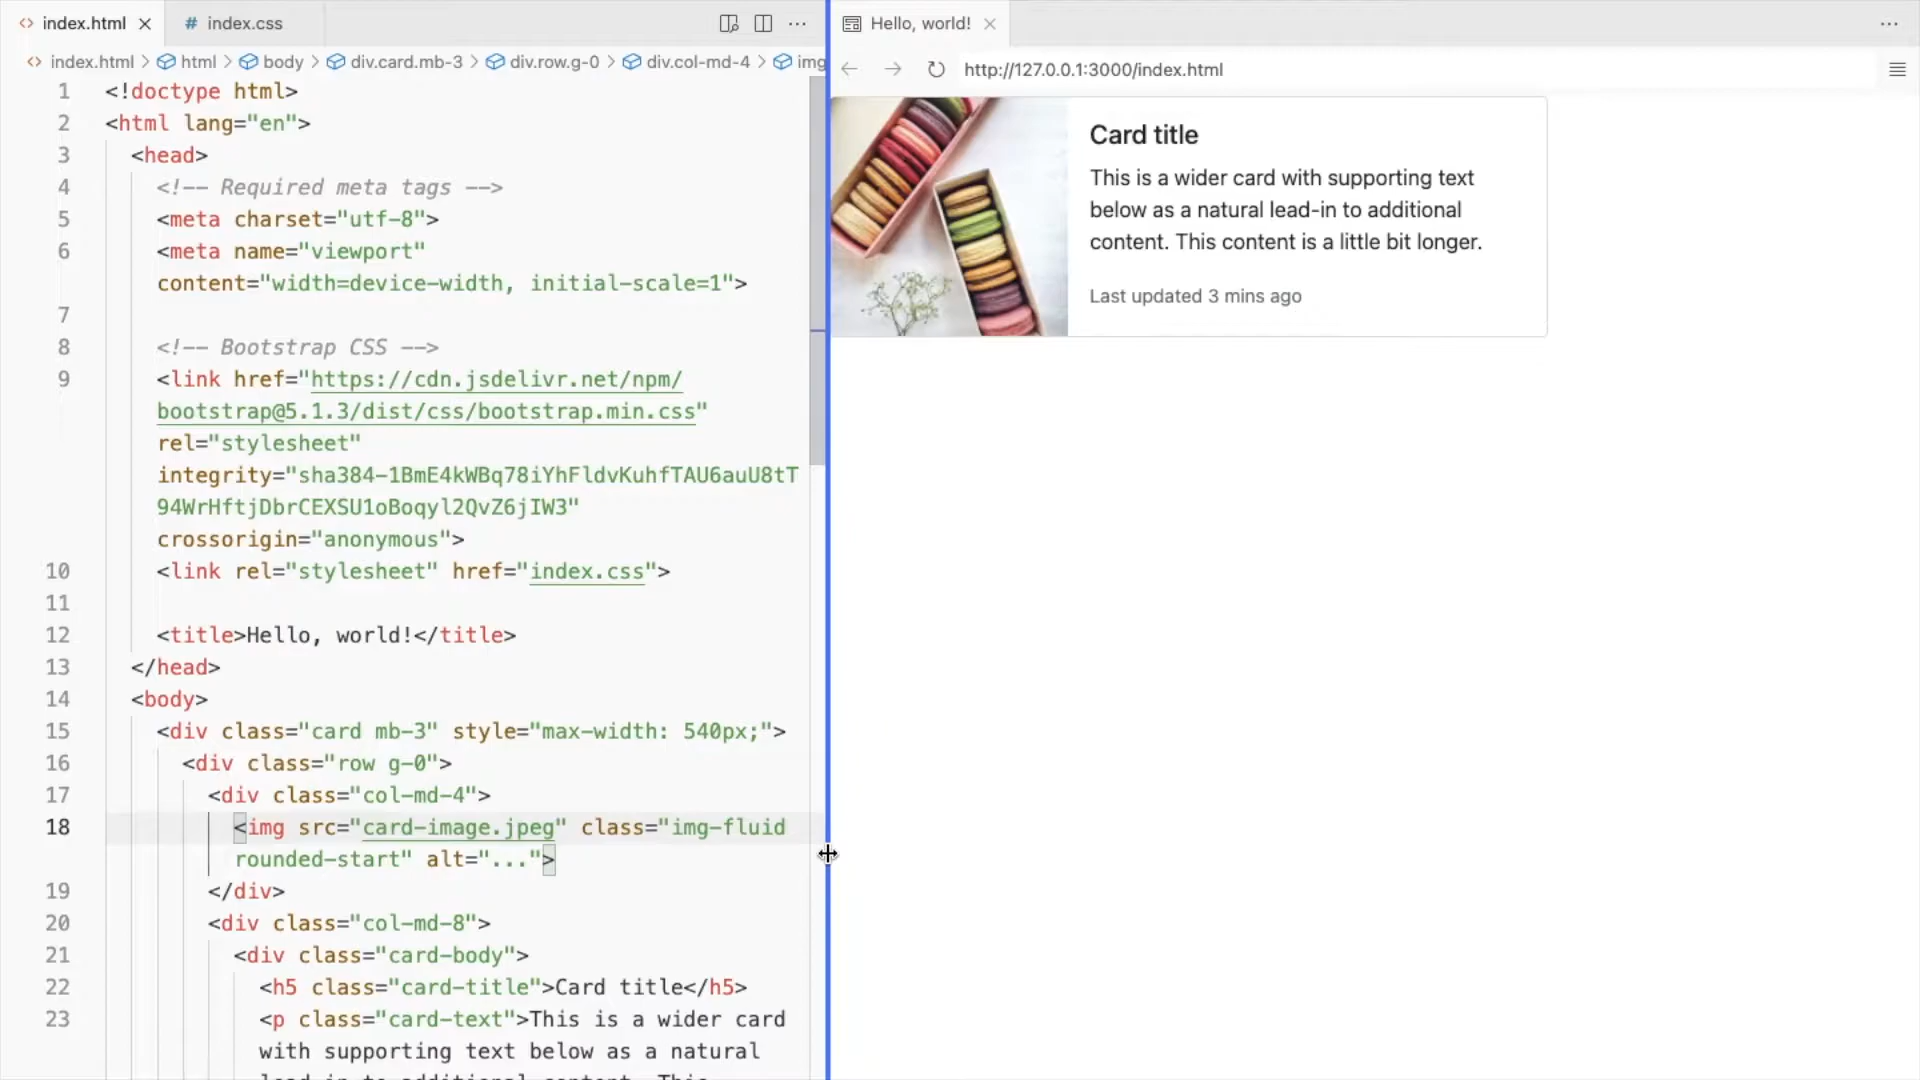 index.html
index.css
index.html > html > body > div.card.mb-3 > div.row.g-0 > div.col-md-4 > img
1 <!doctype html>
2 <html lang="en">
3 <head>
4 <!-- Required meta tags -->
5 <meta charset="utf-8">
6 <meta name="viewport"
content="width=device-width, initial-scale=1">
7
8 <!-- Bootstrap CSS -->
9 <link href="https://cdn.jsdelivr.net/npm/
bootstrap@5.1.3/dist/css/bootstrap.min.css"
rel="stylesheet"
integrity="sha384-1BmE4kWBq78iYhFldvKuhfTAU6auU8tT
94WrHftjDbrCEXSU1oBoqyl2QvZ6jIW3"
crossorigin="anonymous">
10 <link rel="stylesheet" href="index.css">
11
12 <title>Hello, world!</title>
13 </head>
14 <body>
15 <div class="card mb-3" style="max-width: 540px;">
16 <div class="row g-0">
17 <div class="col-md-4">
18 <img src="card-image.jpeg" class="img-fluid
rounded-start" alt="...">
19 </div>
20 <div class="col-md-8">
21 <div class="card-body">
22 <h5 class="card-title">Card title</h5>
23 <p class="card-text">This is a wider card
with supporting text below as a natural
lead-in to additional content. This
Hello, world!
http://127.0.0.1:3000/index.html
Card title
This is a wider card with supporting text
below as a natural lead-in to additional
content. This content is a little bit longer.
Last updated 3 mins ago